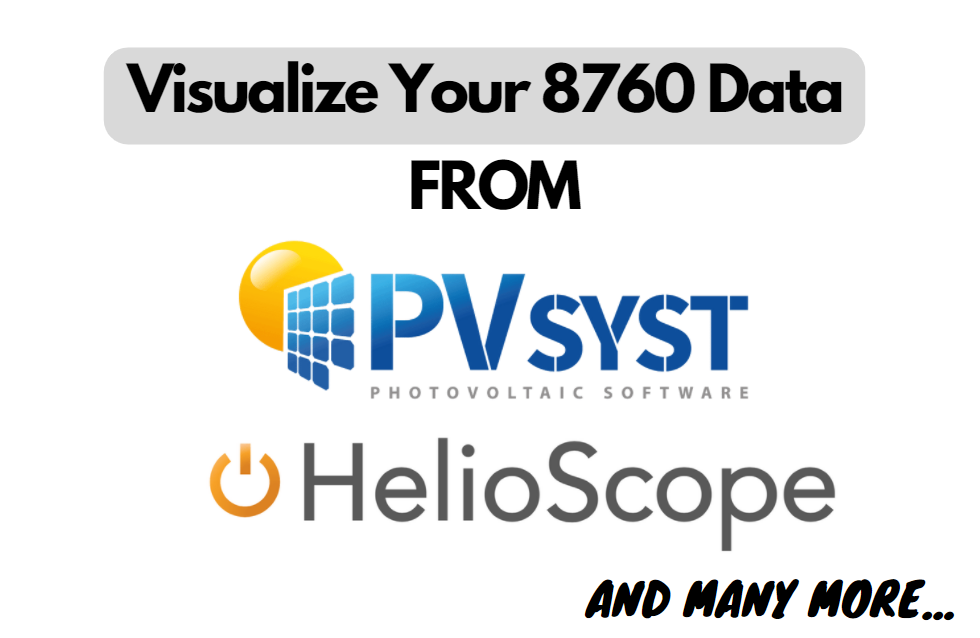 Visualize Your 8760 Data
FROM
PVSYST
PHOTOVOLTAIC SOFTWARE
HelioScope
AND MANY MORE...